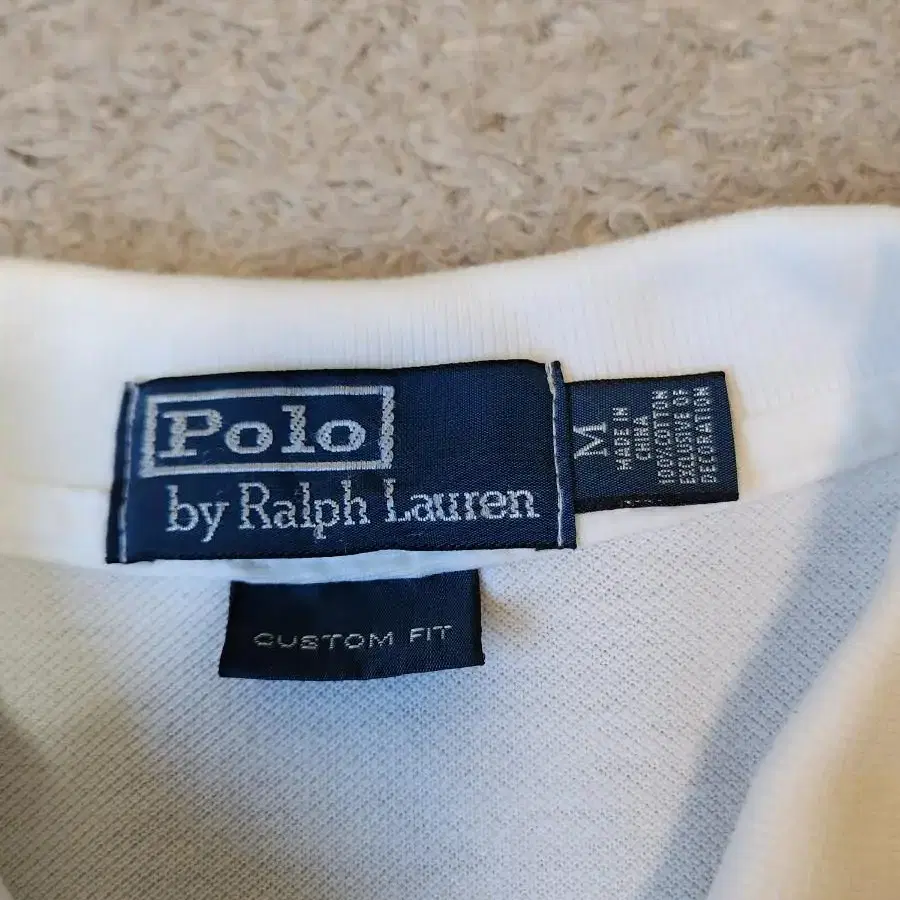 Polo
by Ralph Lauren
M
MADE IN
CHINA
100% COTTON
EXCLUSIVE OF
DECORATION
CUSTOM FIT